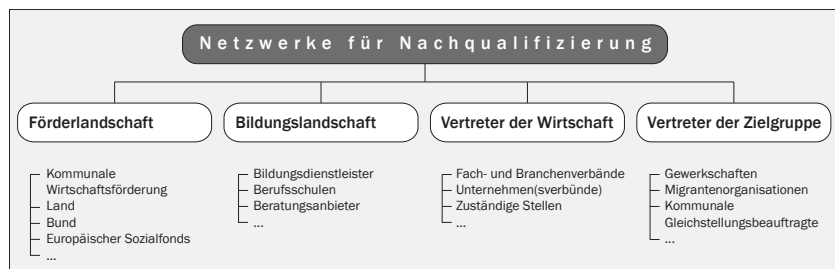 Netzwerke für Nachqualifizierung
Förderlandschaft
Kommunale
Wirtschaftsförderung
Land
Bund
Europäischer Sozialfonds
...
Bildungslandschaft
Bildungsdienstleister
Berufsschulen
Beratungsanbieter
...
Vertreter der Wirtschaft
Fach- und Branchenverbände
Unternehmen(sverbünde)
Zuständige Stellen
...
Vertreter der Zielgruppe
Gewerkschaften
Migrantenorganisationen
Kommunale
Gleichstellungsbeauftragte
...